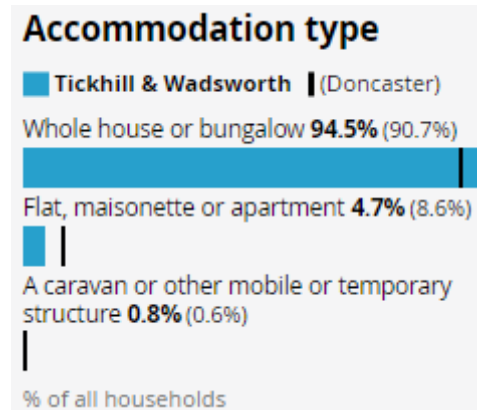 Accommodation type
Tickhill & Wadsworth (Doncaster)
Whole house or bungalow 94.5% (90.7%)
Flat, maisonette or apartment 4.7% (8.6%)
A caravan or other mobile or temporary
structure 0.8% (0.6%)
% of all households